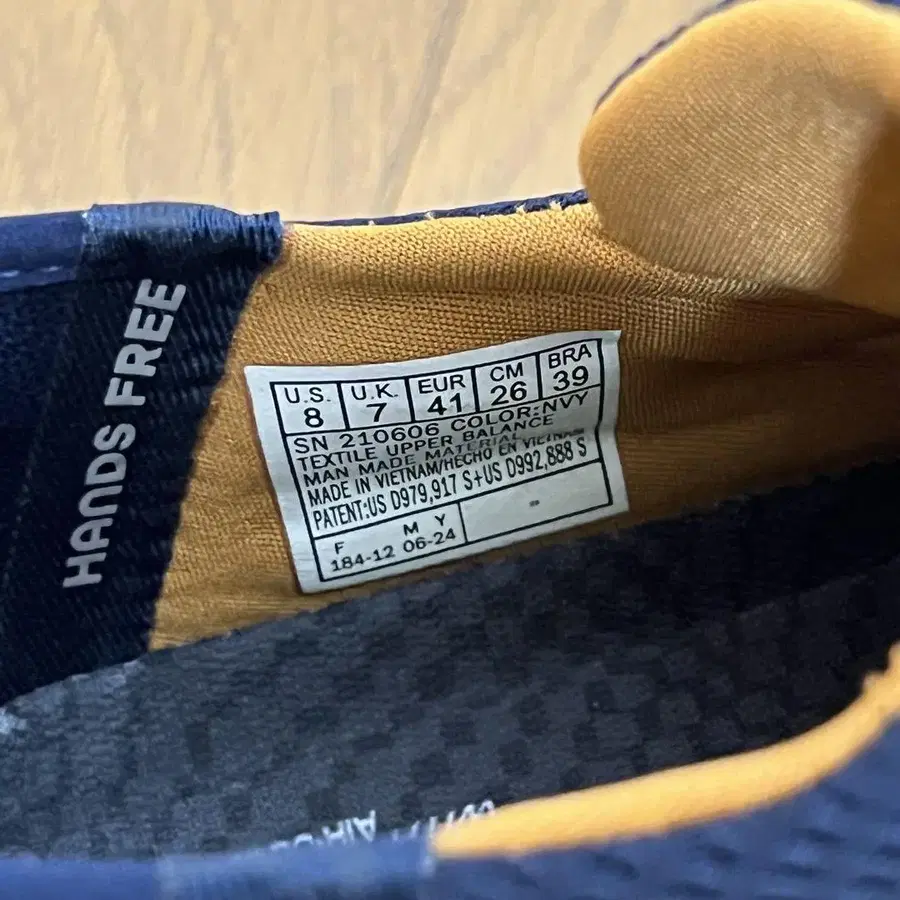 HANDS FREE
U.S. U.K. EUR CM BRA
8 7 41 26 39
SN 210606 COLOR:NVY
TEXTILE UPPER BALANCE
MAN MADE MATERIAL
MADE IN VIETNAM/HECHO EN VIETNAM
PATENT:US D979,917 S+US D992,888 S
F M Y
184-12 06-24 -